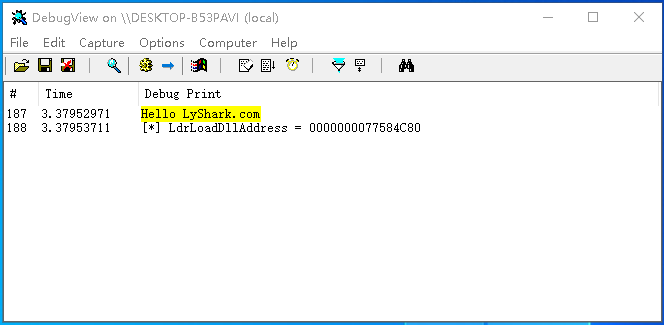 DebugView on \\DESKTOP-B53PAVI (local)
File Edit Capture Options Computer Help
# Time Debug Print
187 3.37952971 Hello LyShark.com
188 3.37953711 [*] LdrLoadDllAddress = 0000000077584C80